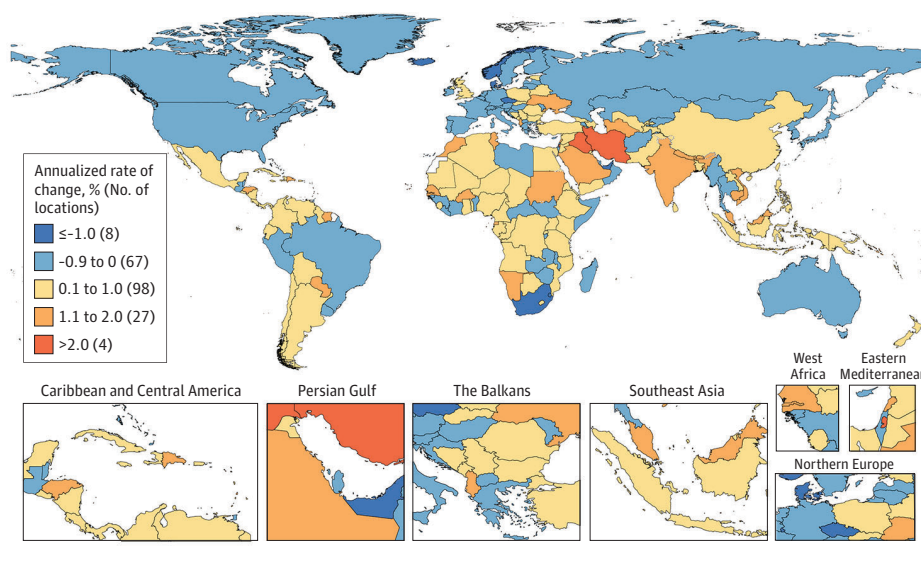 Annualized rate of
change, % (No. of
locations)
≤−1.0 (8)
-0.9 to 0 (67)
0.1 to 1.0 (98)
1.1 to 2.0 (27)
>2.0 (4)
Caribbean and Central America
Persian Gulf
The Balkans
Southeast Asia
West
Africa
Eastern
Mediterranean
Northern Europe